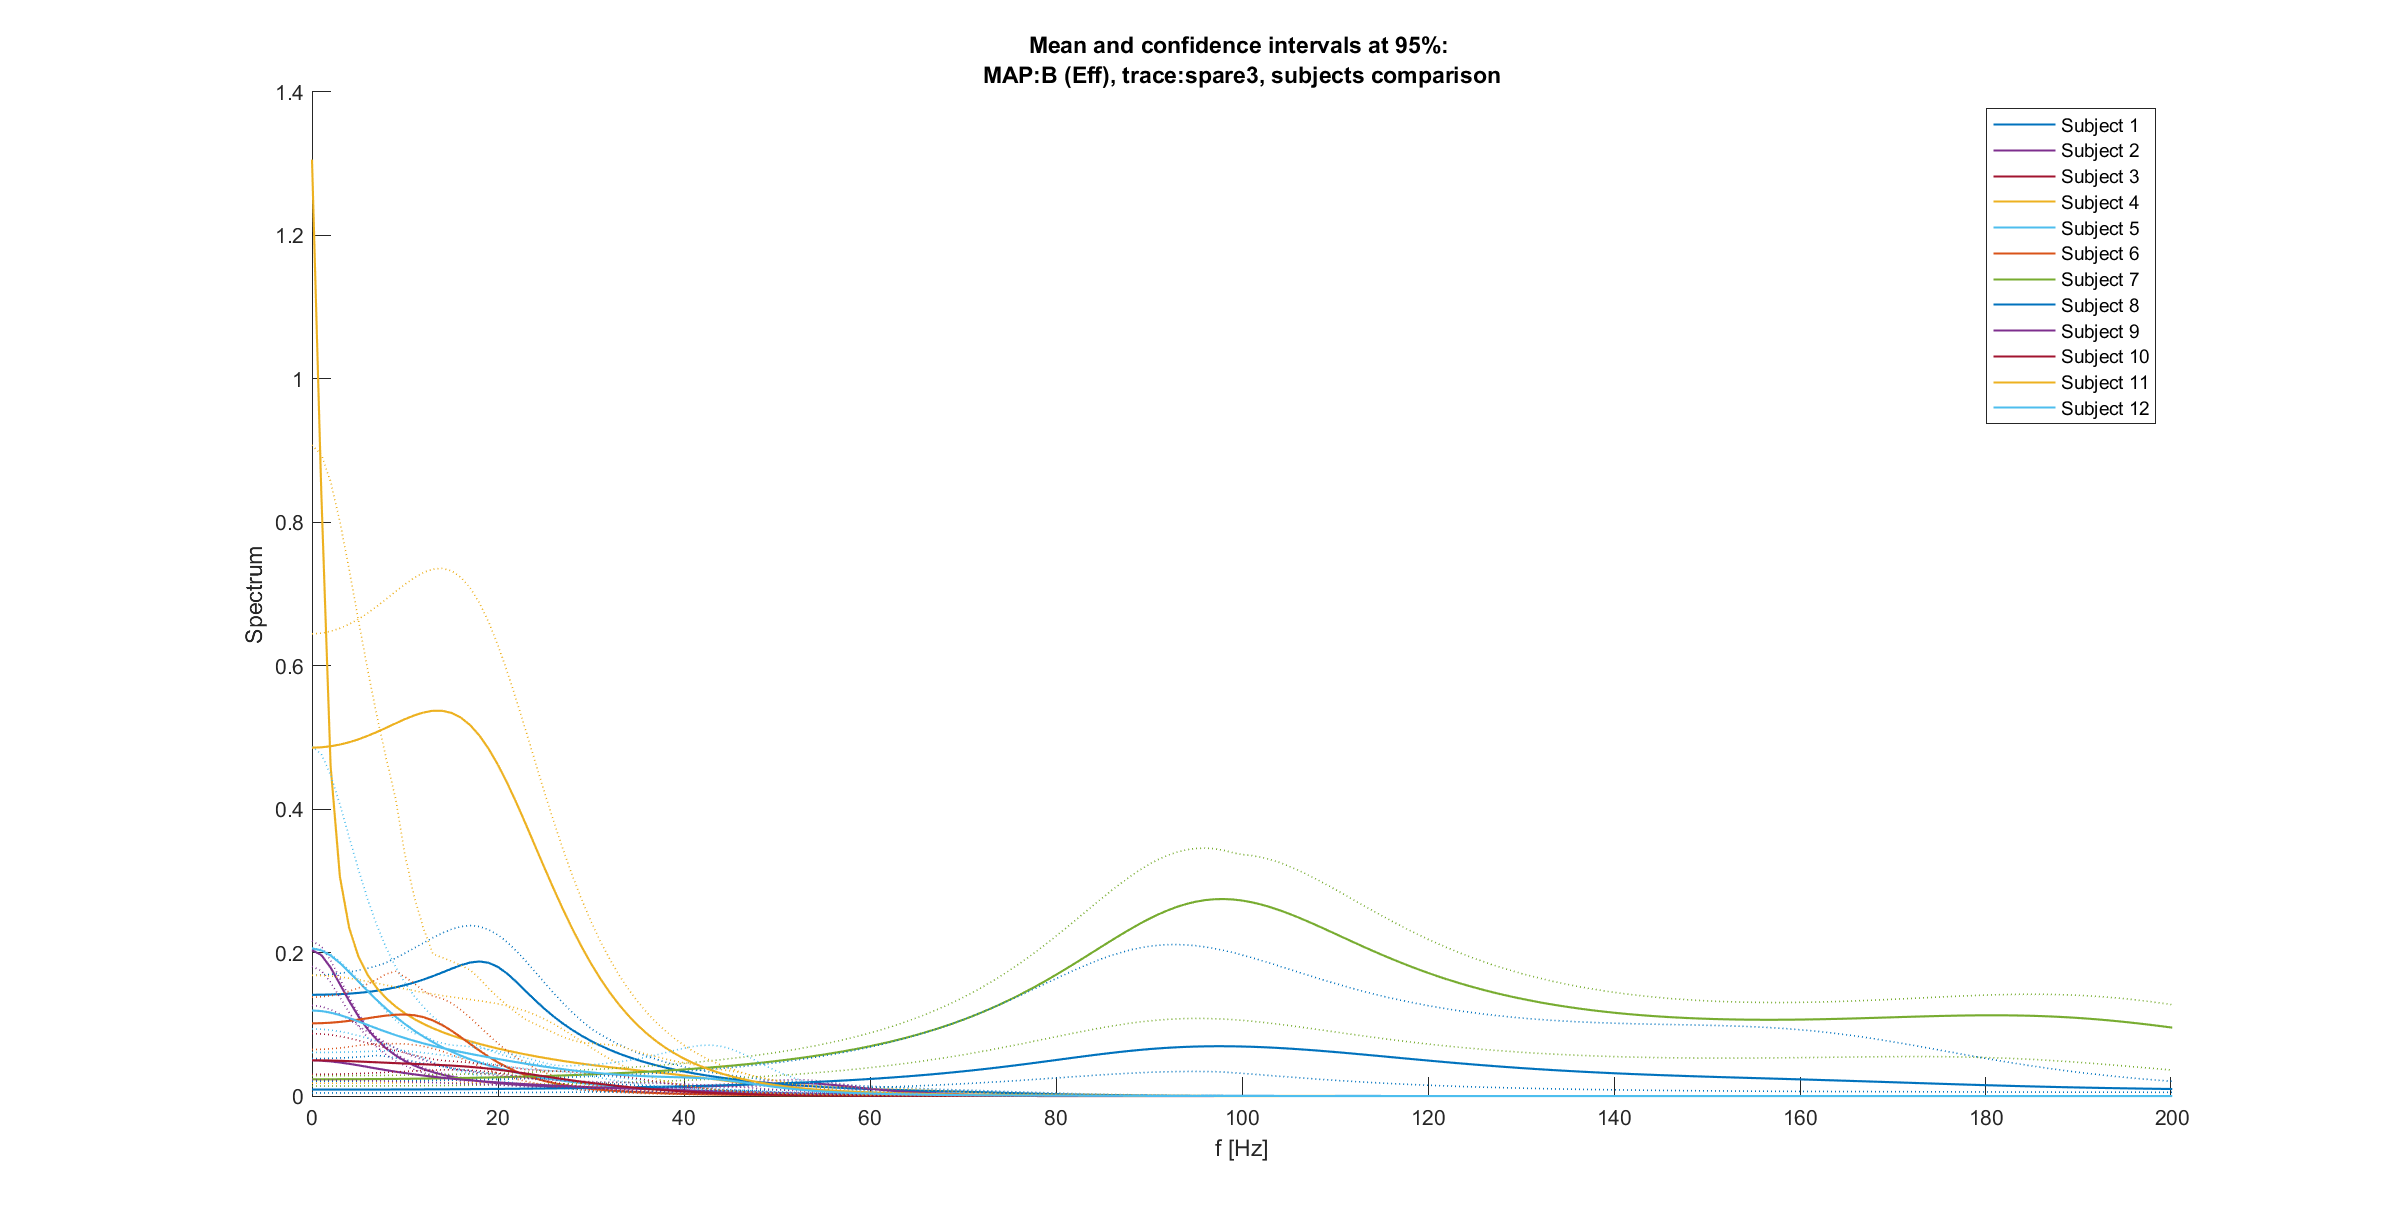 Mean and confidence intervals at 95%:
MAP:B (Eff), trace:spare3, subjects comparison
1.4
1.2
1
0.8
0.6
0.4
0.2
0
Spectrum
Subject 1
Subject 2
Subject 3
Subject 4
Subject 5
Subject 6
Subject 7
Subject 8
Subject 9
Subject 10
Subject 11
Subject 12
0 20 40 60 80 100 120 140 160 180 200
f [Hz]